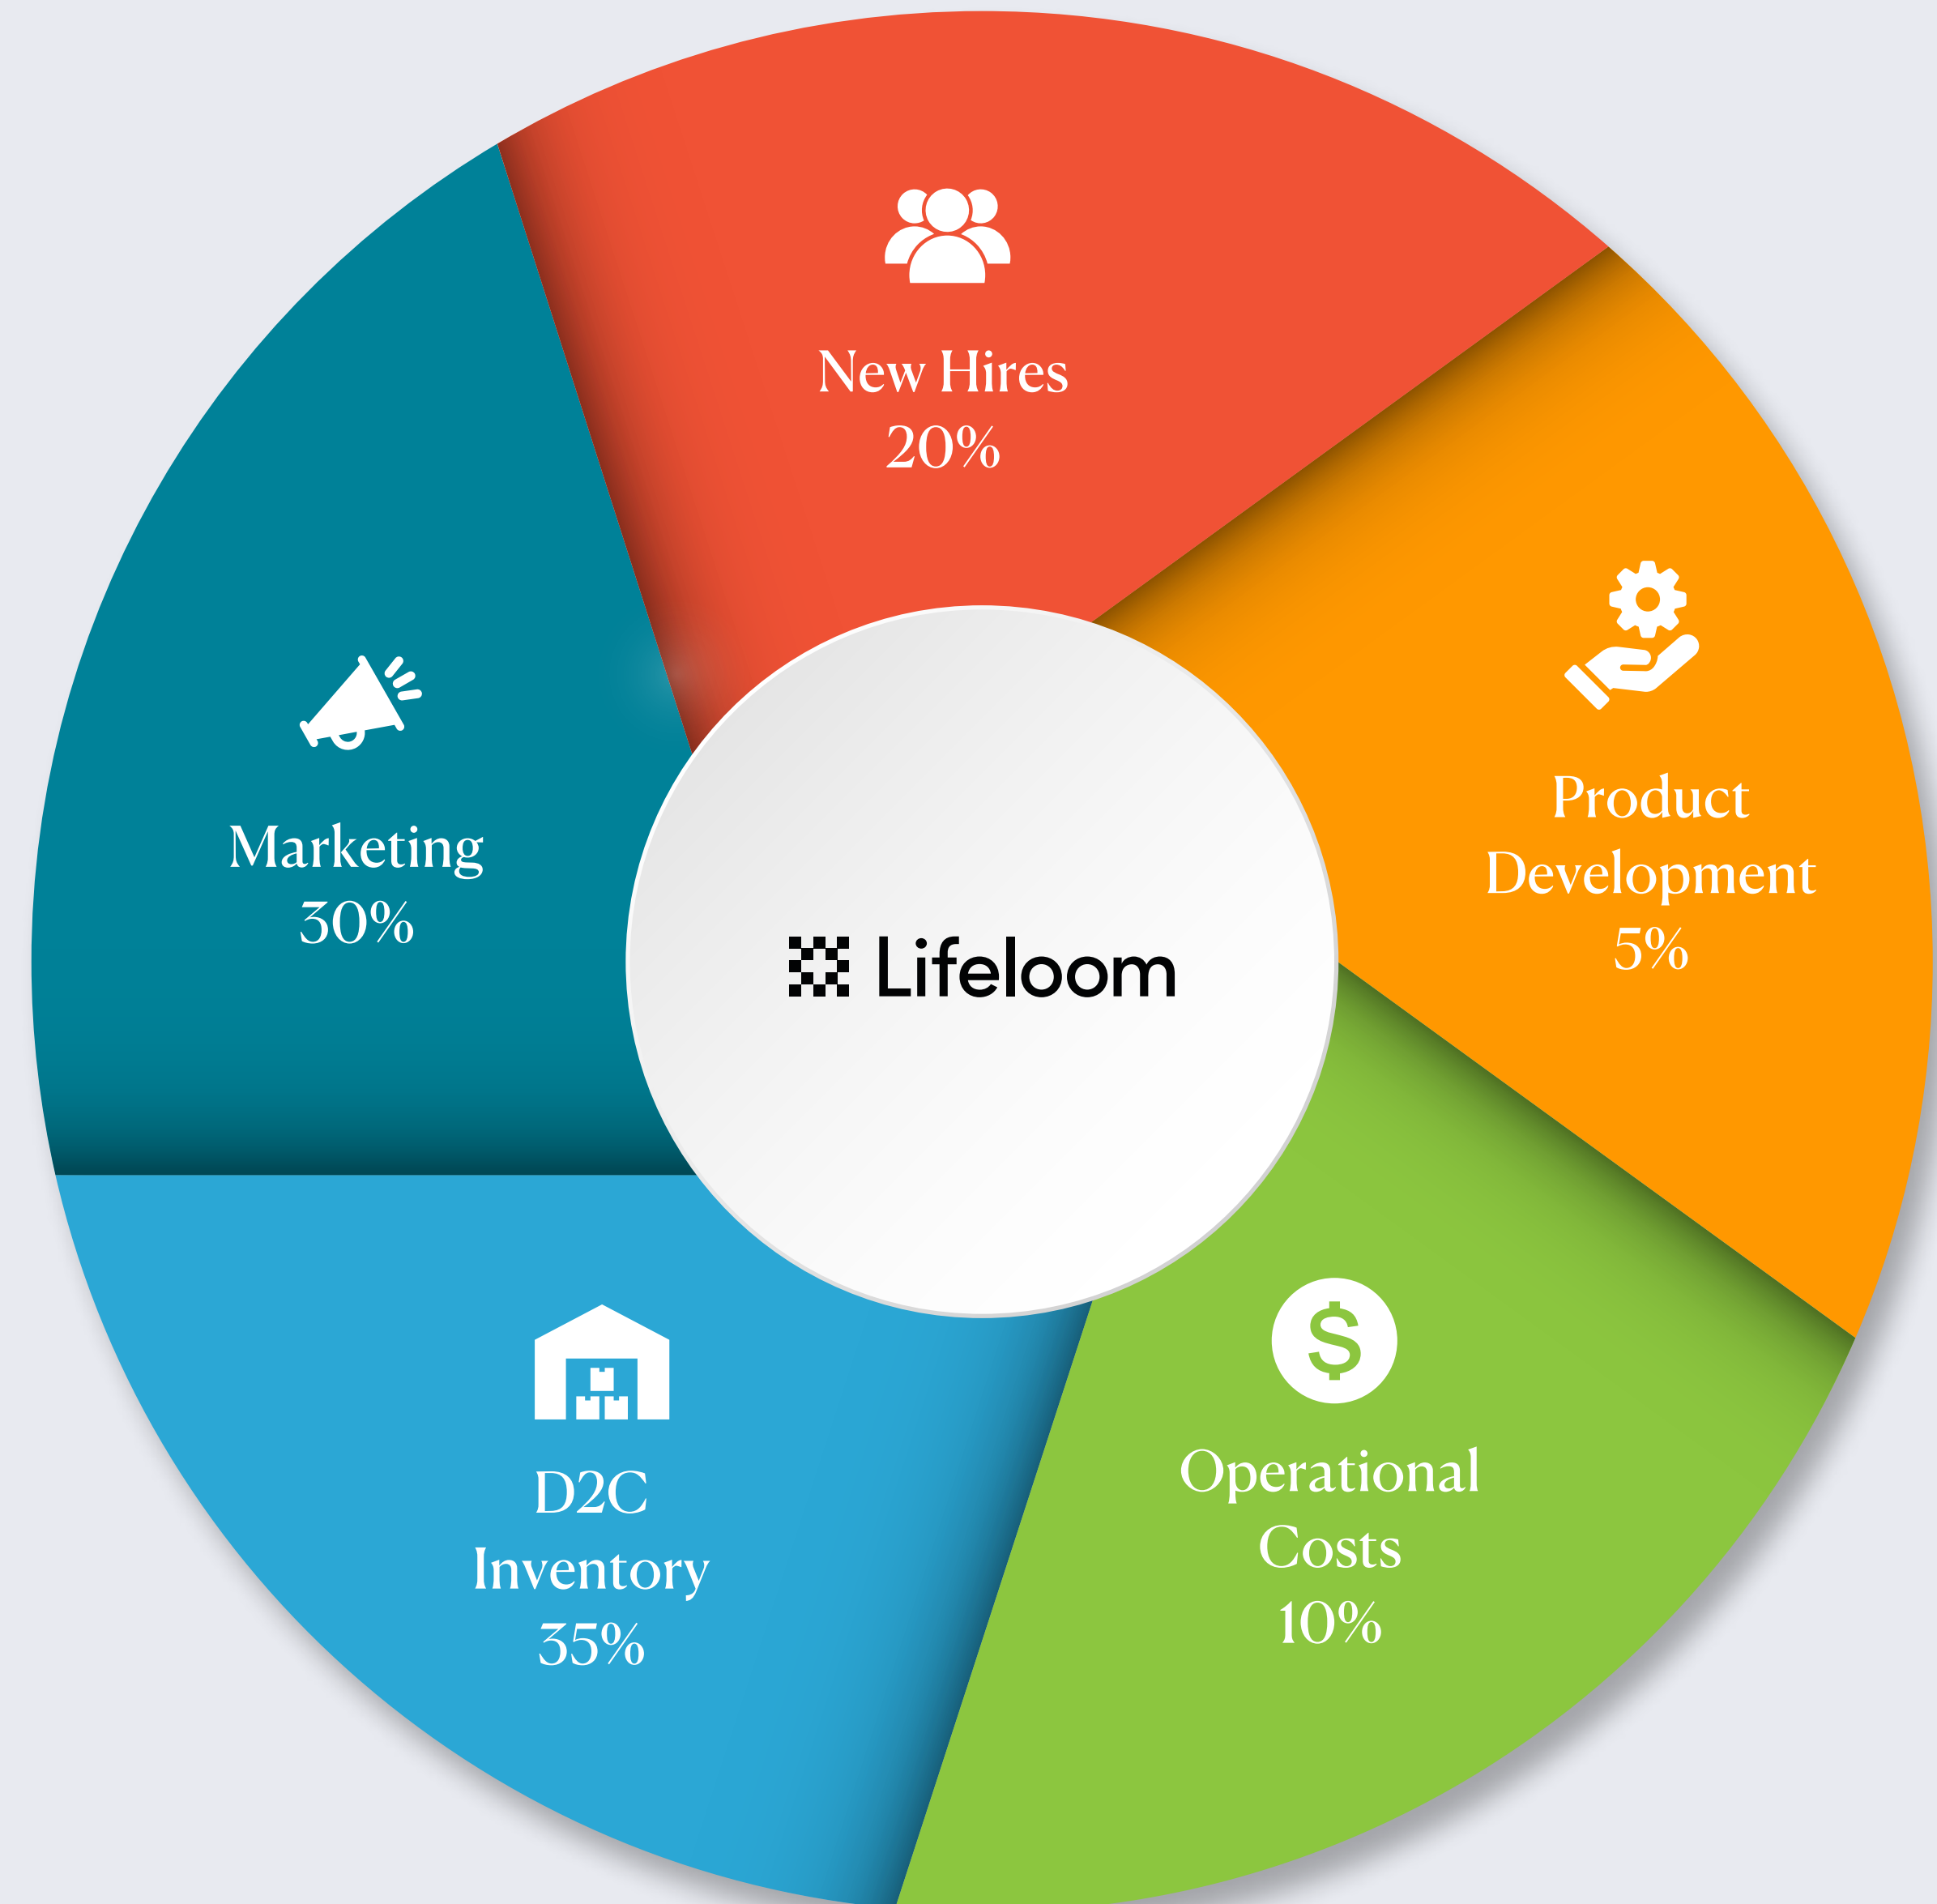 New Hires
20%
Product
Development
5%
Marketing
30%
Lifeloom
D2C
Inventory
35%
Operational
Costs
10%